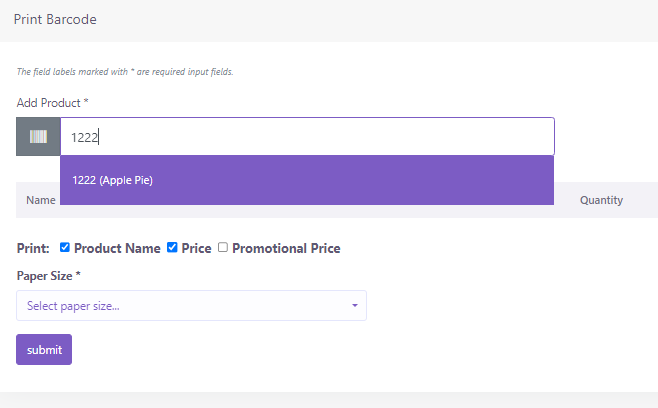 Print Barcode
The field labels marked with * are required input fields.
Add Product *
1222
1222 (Apple Pie)
Name Quantity
Print: Product Name Price Promotional Price
Paper Size *
Select paper size...
submit